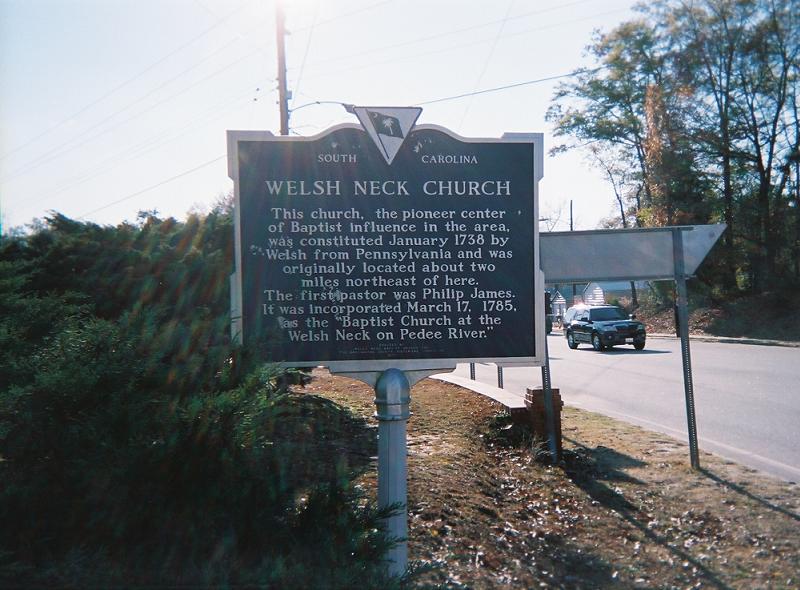 SOUTH CAROLINA
WELSH NECK CHURCH
This church, the pioneer center
of Baptist influence in the area,
was constituted January 1738 by
Welsh from Pennsylvania and was
originally located about two
miles northeast of here.
The first pastor was Philip James.
It was incorporated March 17, 1785,
as the "Baptist Church at the
Welsh Neck on Pedee River."